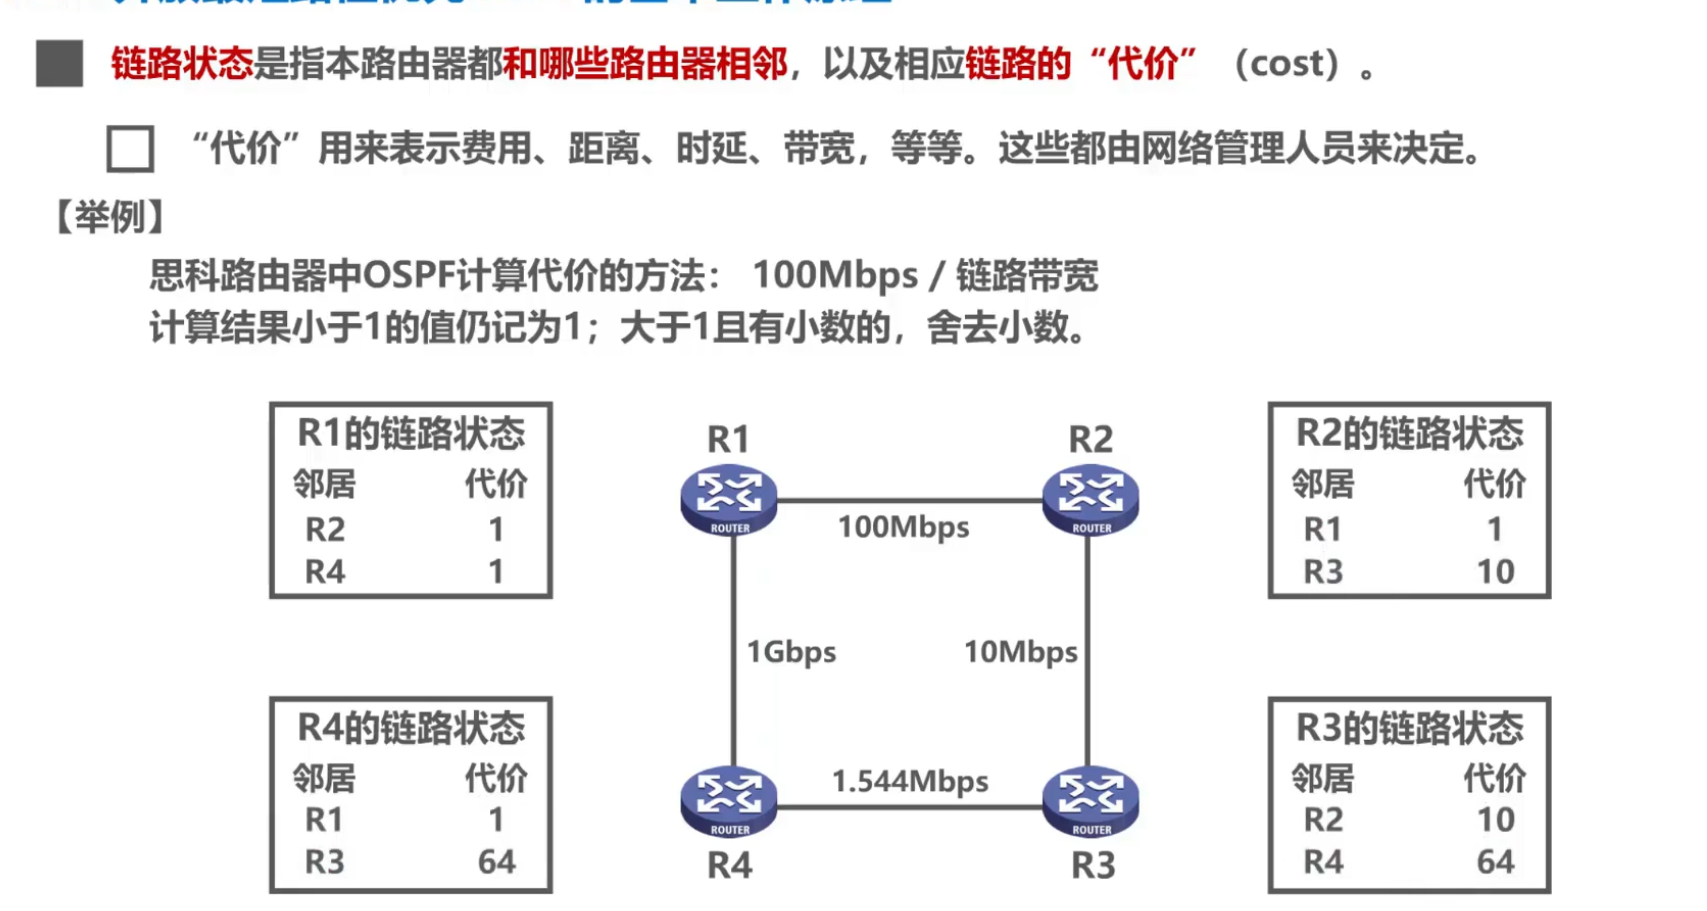 ■ 链路状态是指本路由器都和哪些路由器相邻，以及相应链路的“代价”（cost）。
□ “代价”用来表示费用、距离、时延、带宽，等等。这些都由网络管理人员来决定。
【举例】
思科路由器中OSPF计算代价的方法： 100Mbps / 链路带宽
计算结果小于1的值仍记为1；大于1且有小数的，舍去小数。
R1的链路状态
邻居 代价
R2 1
R4 1
R1
ROUTER
100Mbps
R2
ROUTER
R2的链路状态
邻居 代价
R1 1
R3 10
1Gbps
10Mbps
R4的链路状态
邻居 代价
R1 1
R3 64
ROUTER
R4
1.544Mbps
ROUTER
R3
R3的链路状态
邻居 代价
R2 10
R4 64